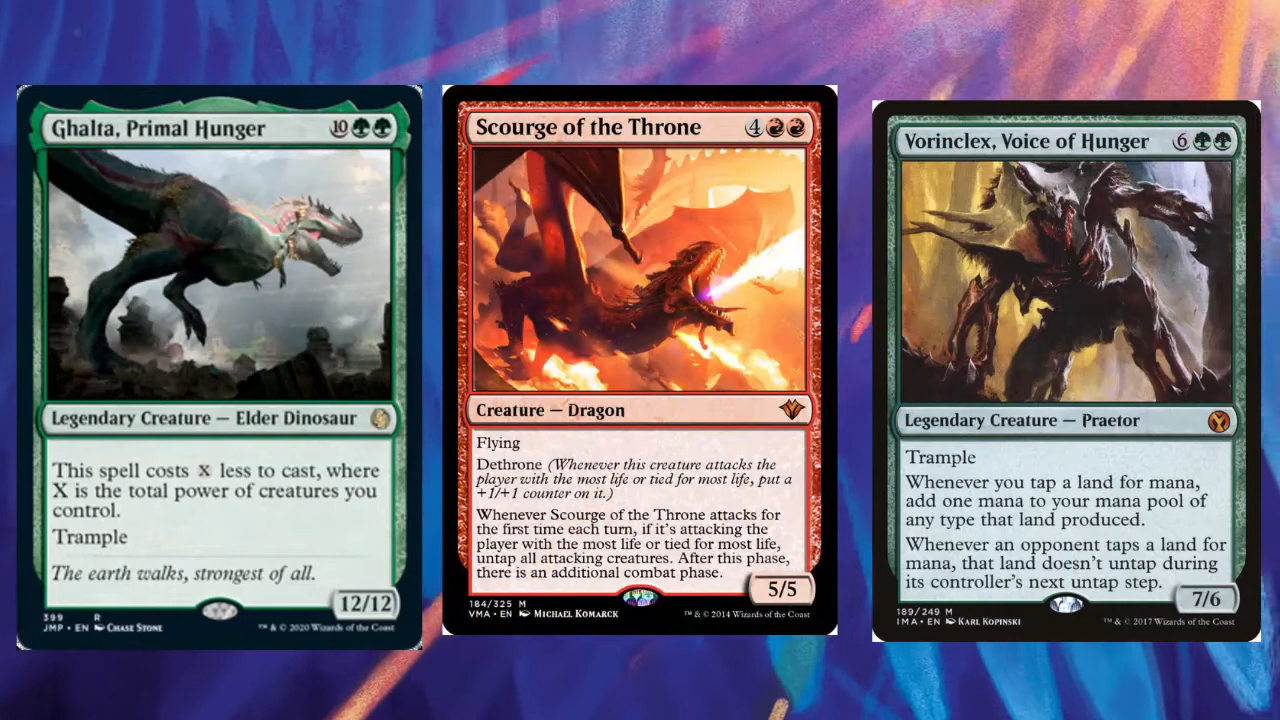 Ghalta, Primal Hunger 10
Legendary Creature — Elder Dinosaur
This spell costs X less to cast, where
X is the total power of creatures you
control.
Trample
The earth walks, strongest of all.
12/12
399 R
JMP • EN CHASE STONE ™ & © 2020 Wizards of the Coast
Scourge of the Throne 4
Creature — Dragon
Flying
Dethrone (Whenever this creature attacks the
player with the most life or tied for most life, put a
+1/+1 counter on it.)
Whenever Scourge of the Throne attacks for
the first time each turn, if it's attacking the
player with the most life or tied for most life,
untap all attacking creatures. After this phase,
there is an additional combat phase.
5/5
184/325 M
VMA • EN MICHAEL KOMARCK ™ & © 2014 Wizards of the Coast
Vorinclex, Voice of Hunger 6
Legendary Creature — Praetor
Trample
Whenever you tap a land for mana,
add one mana to your mana pool of
any type that land produced.
Whenever an opponent taps a land for
mana, that land doesn't untap during
its controller's next untap step.
7/6
189/249 M
IMA • EN KARL KOPINSKI ™ & © 2017 Wizards of the Coast